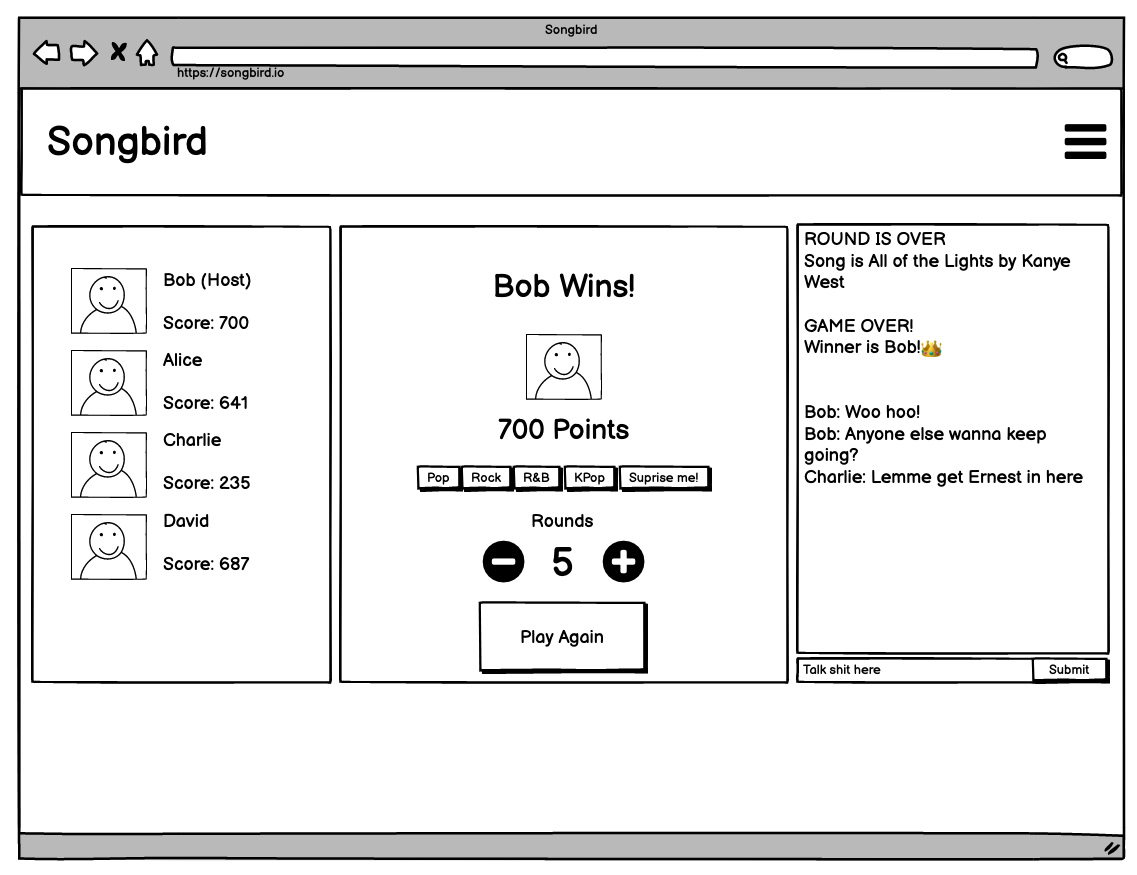 Songbird
https://songbird.io
Songbird
Bob (Host)
Score: 700
Alice
Score: 641
Charlie
Score: 235
David
Score: 687
Bob Wins!
700 Points
Pop Rock R&B KPop Suprise me!
Rounds
5
Play Again
ROUND IS OVER
Song is All of the Lights by Kanye
West
GAME OVER!
Winner is Bob!👑
Bob: Woo hoo!
Bob: Anyone else wanna keep
going?
Charlie: Lemme get Ernest in here
Talk shit here Submit